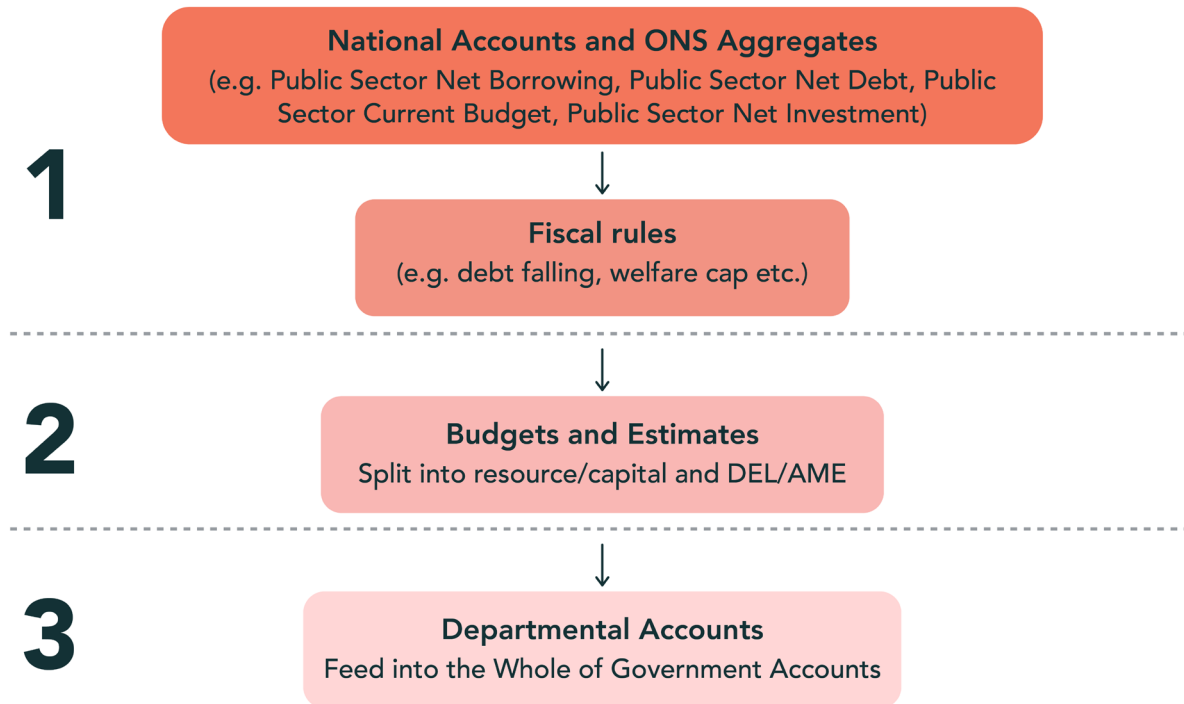 National Accounts and ONS Aggregates
(e.g. Public Sector Net Borrowing, Public Sector Net Debt, Public
Sector Current Budget, Public Sector Net Investment)
1
Fiscal rules
(e.g. debt falling, welfare cap etc.)
2
Budgets and Estimates
Split into resource/capital and DEL/AME
3
Departmental Accounts
Feed into the Whole of Government Accounts